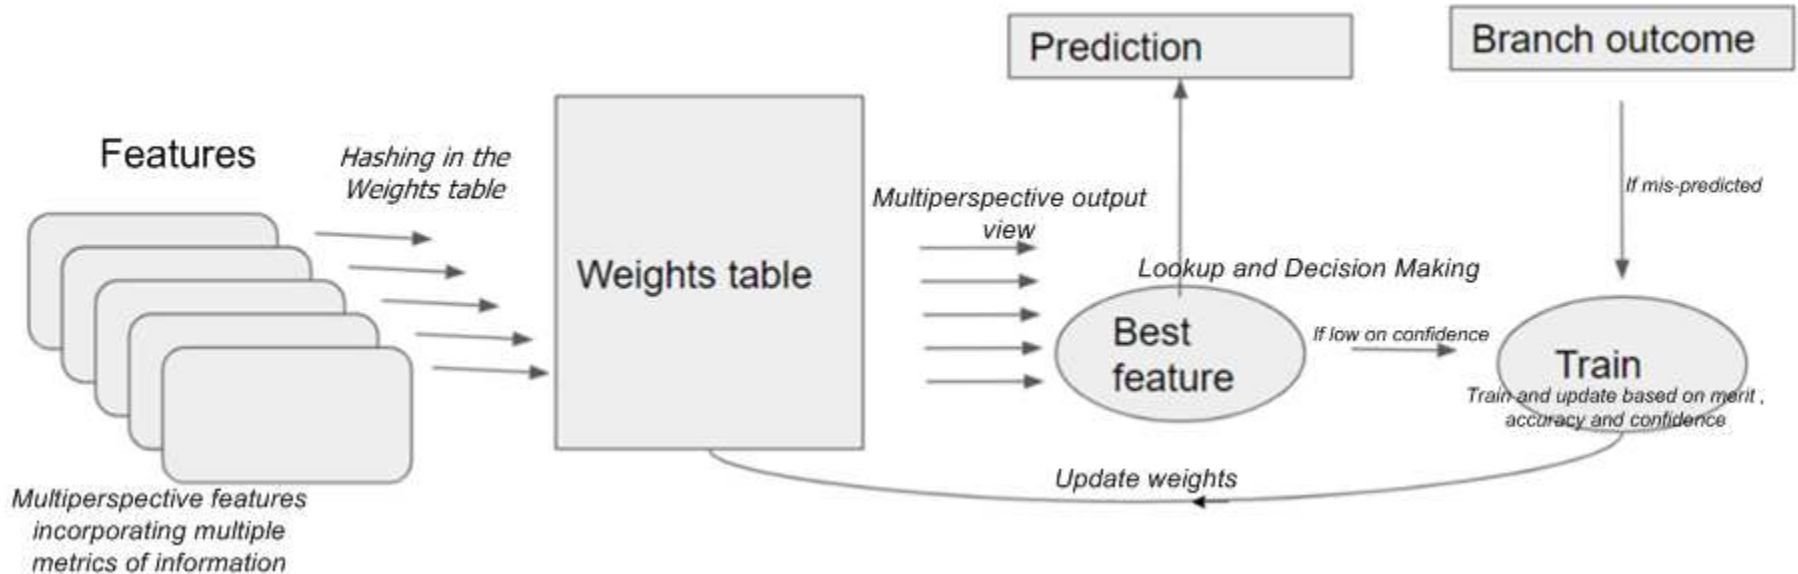 Prediction
Branch outcome
Features
Hashing in the
Weights table
If mis-predicted
Multiperspective output
view
Weights table
Lookup and Decision Making
Best
feature
If low on confidence
Train
Train and update based on merit ,
accuracy and confidence
Update weights
Multiperspective features
incorporating multiple
metrics of information